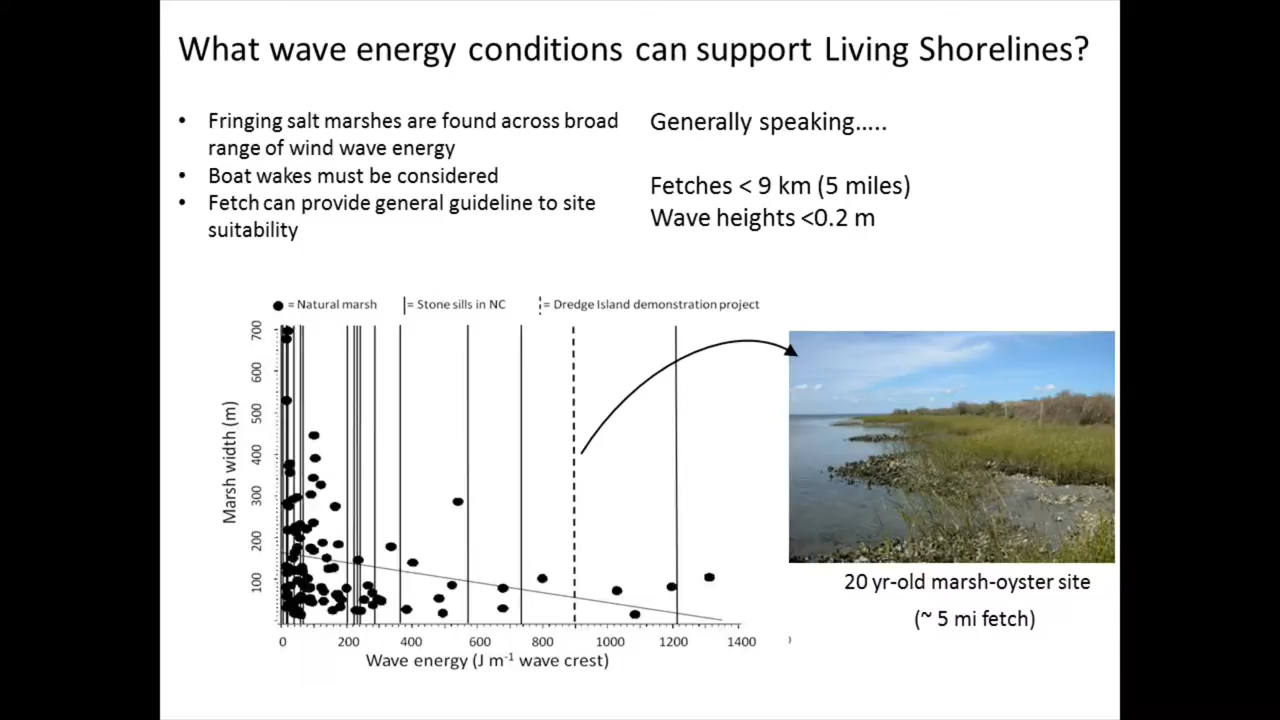 What wave energy conditions can support Living Shorelines?
• Fringing salt marshes are found across broad
range of wind wave energy
• Boat wakes must be considered
• Fetch can provide general guideline to site
suitability
Generally speaking.....
Fetches < 9 km (5 miles)
Wave heights <0.2 m
= Natural marsh
= Stone sills in NC
= Dredge Island demonstration project
Marsh width (m)
700
600
500
400
300
200
100
0 200 400 600 800 1000 1200 1400
Wave energy (J m⁻¹ wave crest)
20 yr-old marsh-oyster site
(~ 5 mi fetch)